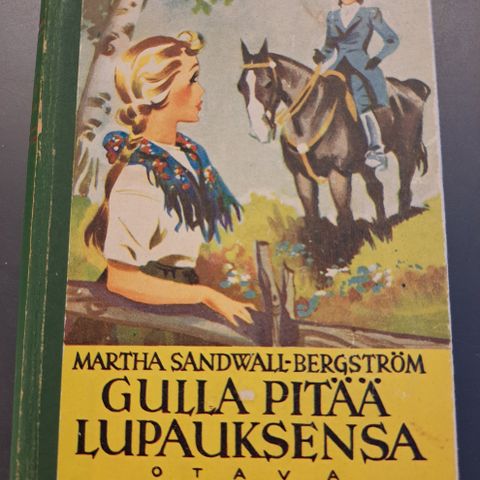 MARTHA SANDWALL-BERGSTRÖM
GULLA PITÄÄ
LUPAUKSENSA
OTAVA